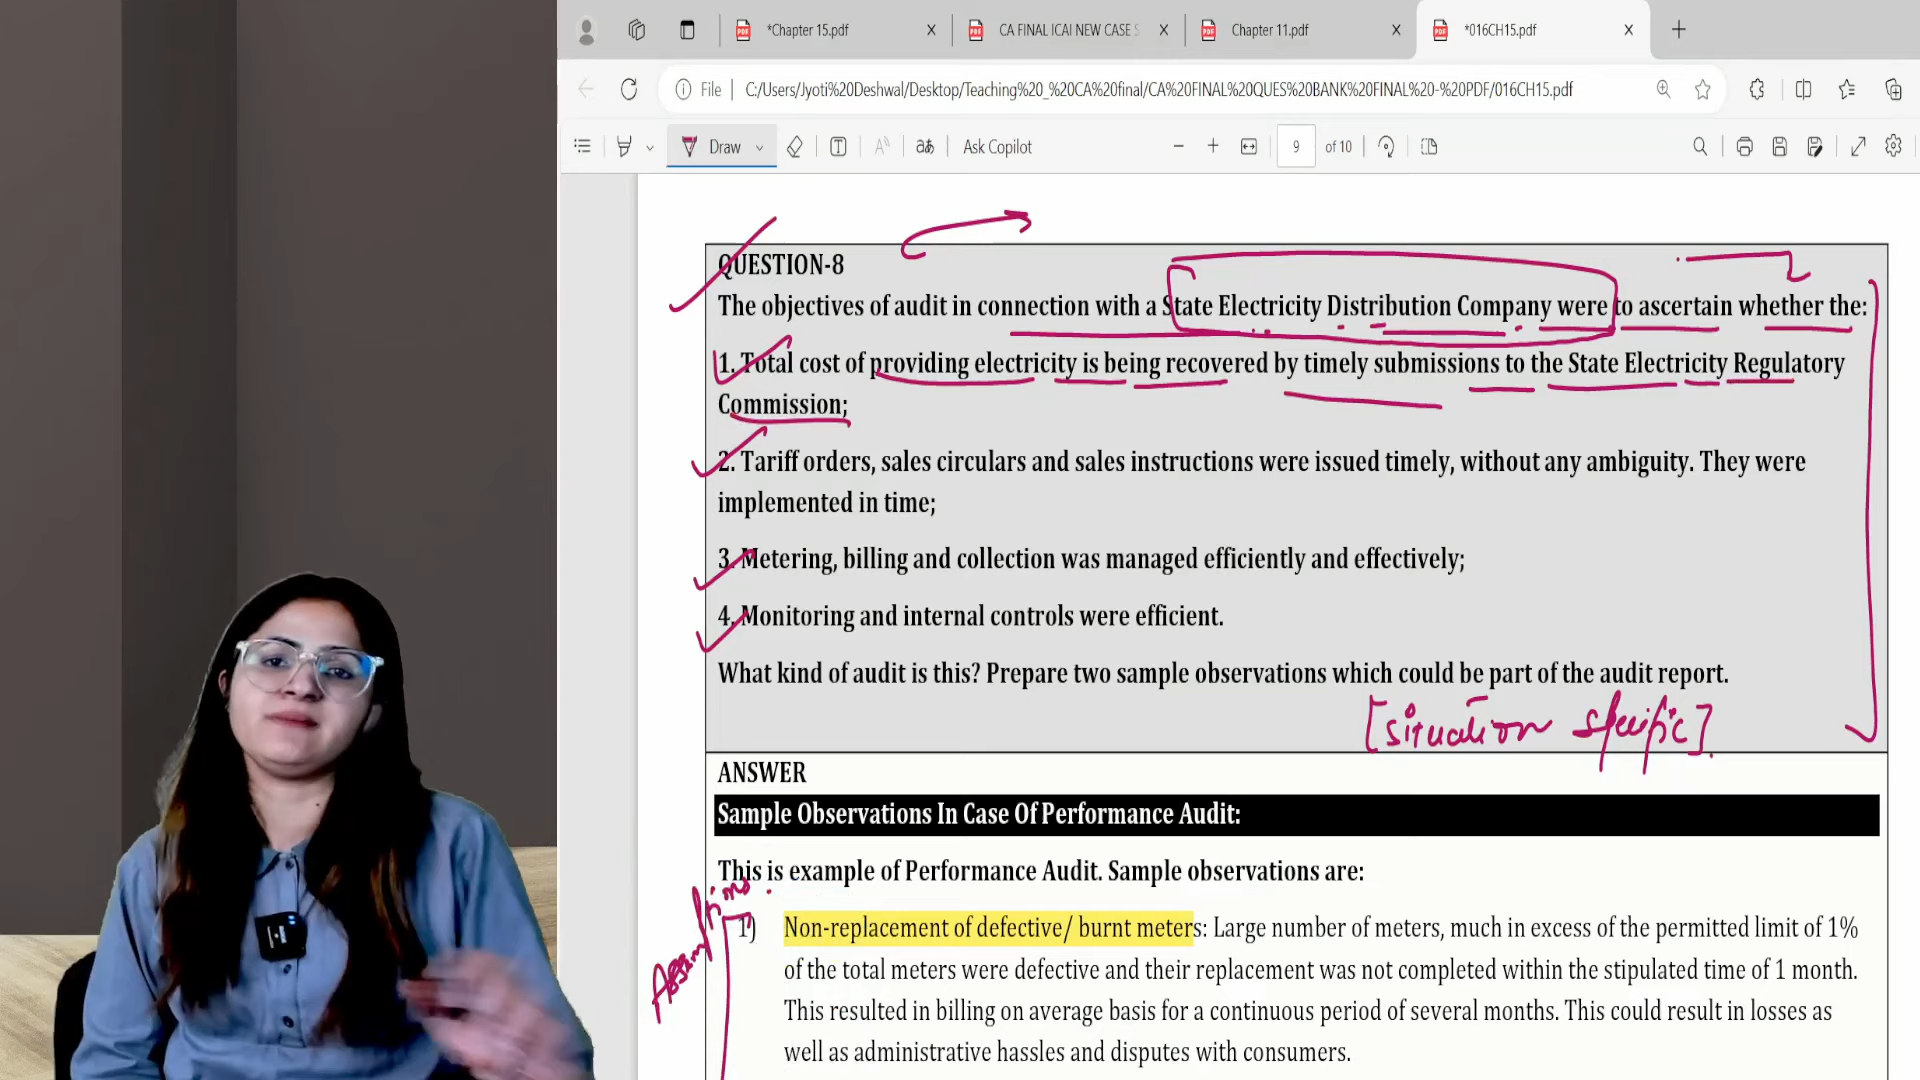 *Chapter 15.pdf
CA FINAL ICAI NEW CASE S
Chapter 11.pdf
*016CH15.pdf
File
C:/Users/Jyoti%20Deshwal/Desktop/Teaching%20_%20CA%20final/CA%20FINAL%20QUES%20BANK%20FINAL%20-%20PDF/016CH15.pdf
Draw
Ask Copilot
9 of 10
QUESTION-8
The objectives of audit in connection with a State Electricity Distribution Company were to ascertain whether the:
1. Total cost of providing electricity is being recovered by timely submissions to the State Electricity Regulatory
Commission;
2. Tariff orders, sales circulars and sales instructions were issued timely, without any ambiguity. They were
implemented in time;
3. Metering, billing and collection was managed efficiently and effectively;
4. Monitoring and internal controls were efficient.
What kind of audit is this? Prepare two sample observations which could be part of the audit report.
[situation specific].
ANSWER
Sample Observations In Case Of Performance Audit:
This is example of Performance Audit. Sample observations are:
Assumptions
1) Non-replacement of defective/ burnt meters: Large number of meters, much in excess of the permitted limit of 1%
of the total meters were defective and their replacement was not completed within the stipulated time of 1 month.
This resulted in billing on average basis for a continuous period of several months. This could result in losses as
well as administrative hassles and disputes with consumers.